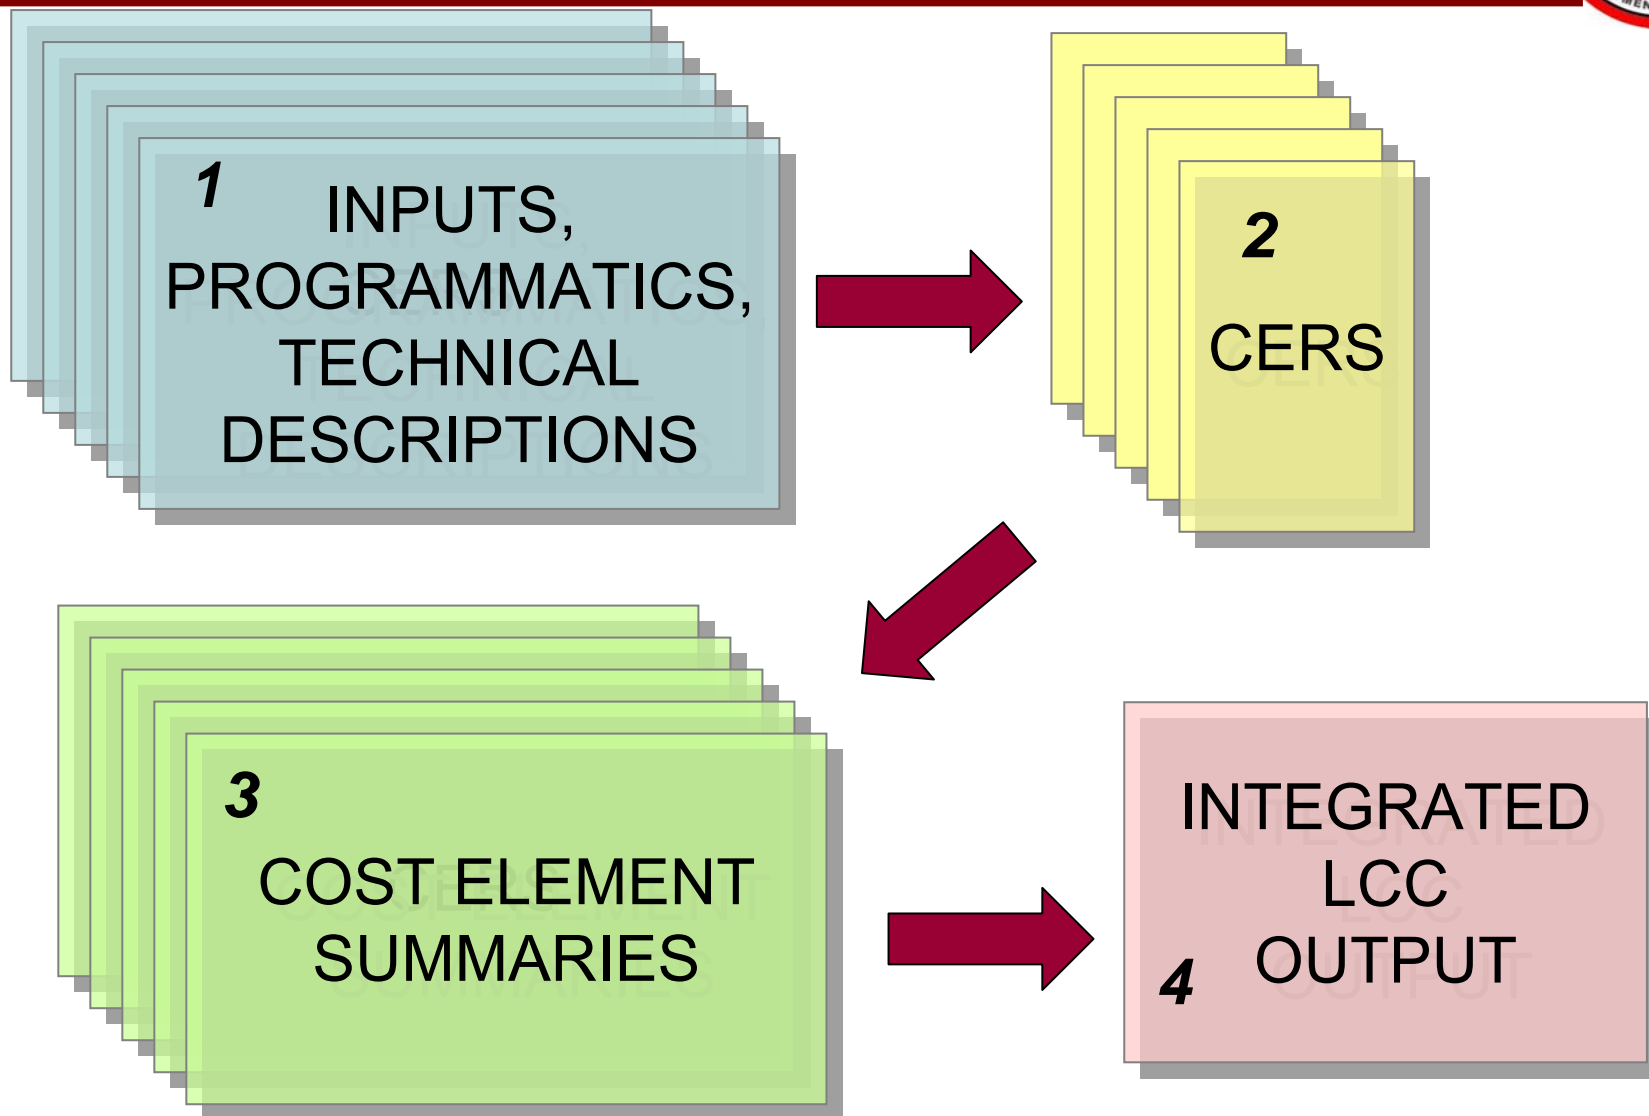 1
INPUTS,
PROGRAMMATICS,
TECHNICAL
DESCRIPTIONS
2
CERS
3
COST ELEMENT
SUMMARIES
INTEGRATED
LCC
OUTPUT
4